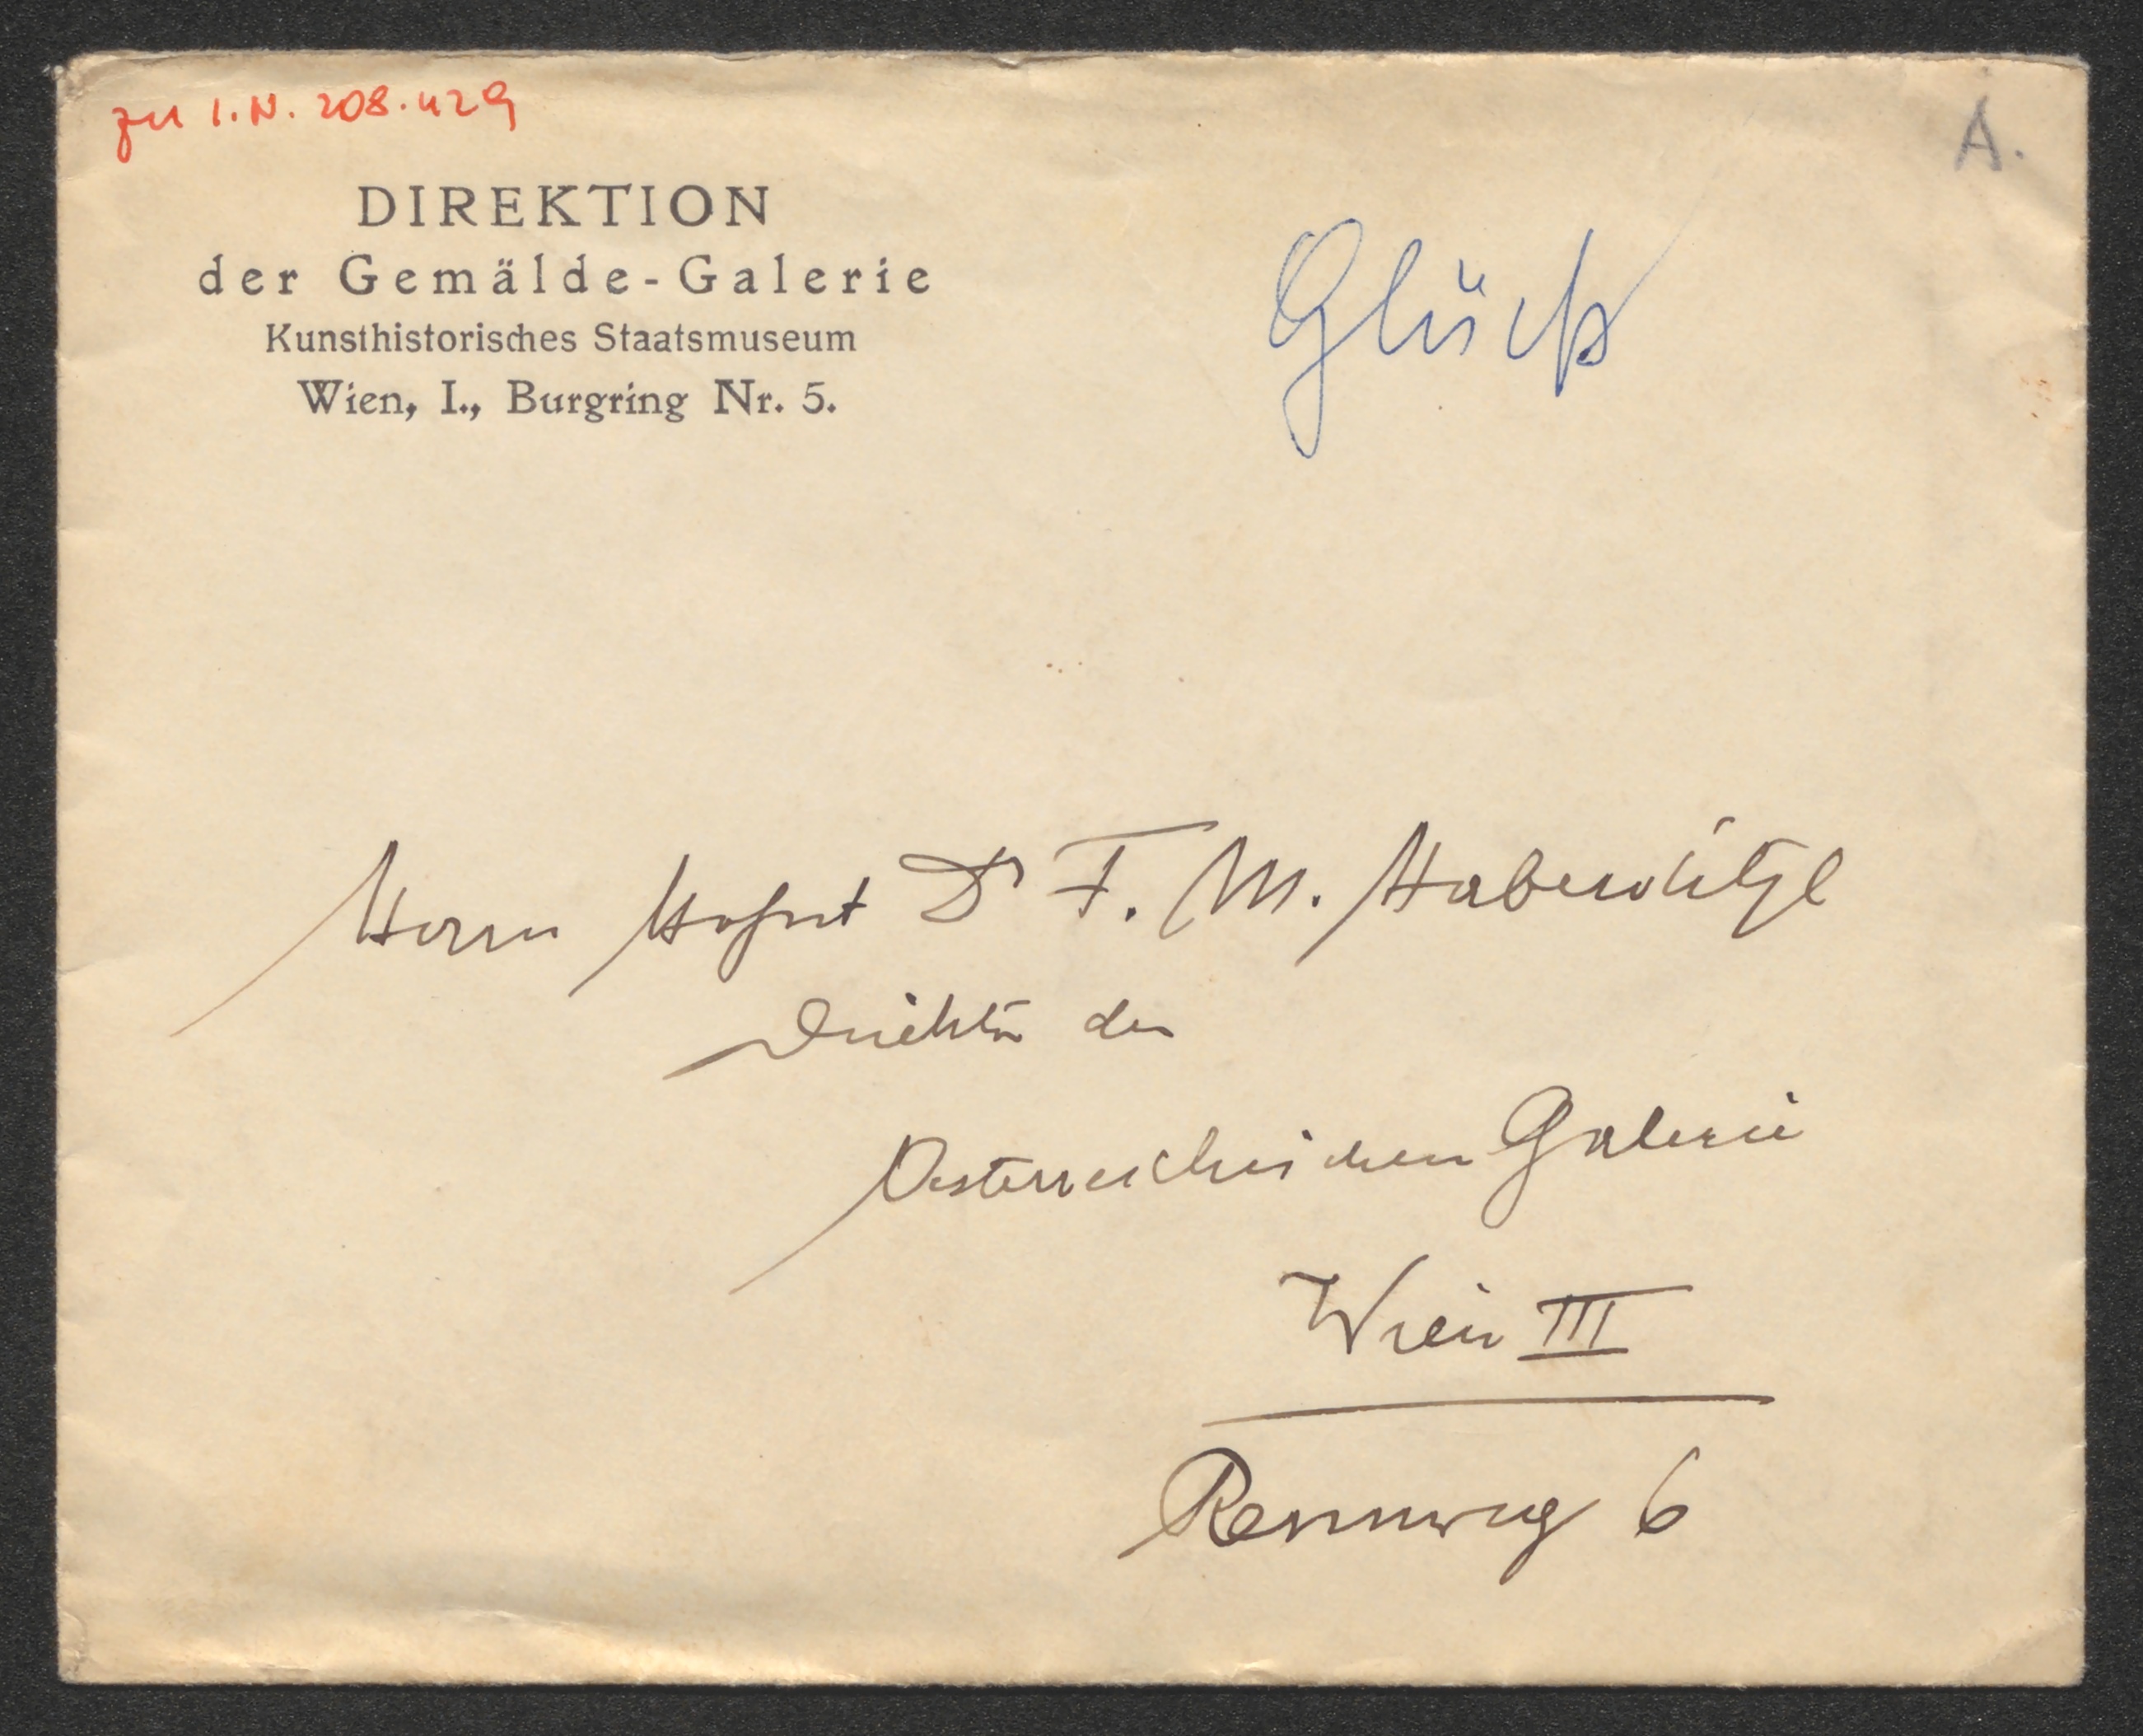 zu I.N. 208.429
A.
DIREKTION
der Gemälde-Galerie
Kunsthistorisches Staatsmuseum
Wien, I., Burgring Nr. 5.
Glück
Herrn Hofrat Dr F. M. Haberditzl
Direktor der
Oesterreichischen Galerie
Wien III
Rennweg 6